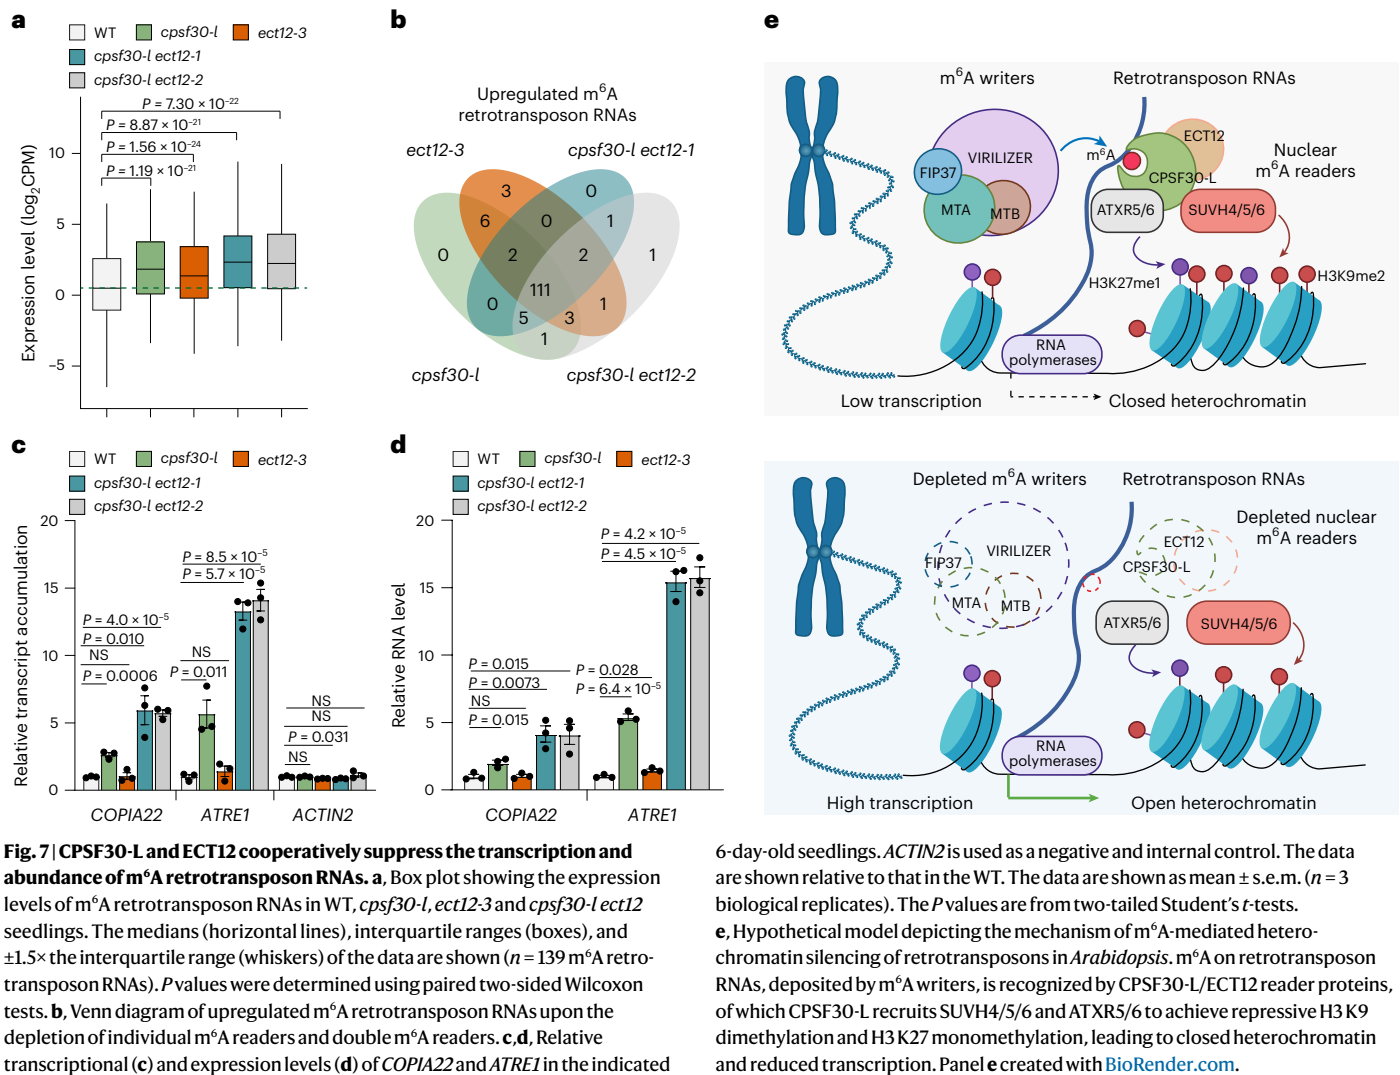 a
WT
cpsf30-l
ect12-3
cpsf30-l ect12-1
cpsf30-l ect12-2
P = 7.30 × 10⁻²²
P = 8.87 × 10⁻²¹
P = 1.56 × 10⁻²⁴
P = 1.19 × 10⁻²¹
Expression level (log₂CPM)
10
5
0
−5
b
Upregulated m⁶A
retrotransposon RNAs
ect12-3
cpsf30-l ect12-1
3
0
6
0
1
0
2
2
1
111
0
5
3
1
1
cpsf30-l
cpsf30-l ect12-2
c
WT
cpsf30-l
ect12-3
cpsf30-l ect12-1
cpsf30-l ect12-2
Relative transcript accumulation
20
15
10
5
0
P = 8.5 × 10⁻⁵
P = 5.7 × 10⁻⁵
P = 4.0 × 10⁻⁵
P = 0.010
NS
P = 0.0006
NS
P = 0.011
NS
NS
P = 0.031
NS
COPIA22
ATRE1
ACTIN2
d
WT
cpsf30-l
ect12-3
cpsf30-l ect12-1
cpsf30-l ect12-2
Relative RNA level
20
15
10
5
0
P = 4.2 × 10⁻⁵
P = 4.5 × 10⁻⁵
P = 0.015
P = 0.0073
NS
P = 0.015
P = 0.028
P = 6.4 × 10⁻⁵
COPIA22
ATRE1
e
m⁶A writers
Retrotransposon RNAs
VIRILIZER
FIP37
MTA
MTB
m⁶A
ECT12
CPSF30-L
Nuclear
m⁶A readers
ATXR5/6
SUVH4/5/6
H3K27me1
H3K9me2
RNA
polymerases
Low transcription
Closed heterochromatin
Depleted m⁶A writers
Retrotransposon RNAs
VIRILIZER
FIP37
MTA
MTB
ECT12
CPSF30-L
Depleted nuclear
m⁶A readers
ATXR5/6
SUVH4/5/6
RNA
polymerases
High transcription
Open heterochromatin
Fig. 7 | CPSF30-L and ECT12 cooperatively suppress the transcription and
abundance of m⁶A retrotransposon RNAs. a, Box plot showing the expression
levels of m⁶A retrotransposon RNAs in WT, cpsf30-l, ect12-3 and cpsf30-l ect12
seedlings. The medians (horizontal lines), interquartile ranges (boxes), and
±1.5× the interquartile range (whiskers) of the data are shown (n = 139 m⁶A retro-
transposon RNAs). P values were determined using paired two-sided Wilcoxon
tests. b, Venn diagram of upregulated m⁶A retrotransposon RNAs upon the
depletion of individual m⁶A readers and double m⁶A readers. c,d, Relative
transcriptional (c) and expression levels (d) of COPIA22 and ATRE1 in the indicated
6-day-old seedlings. ACTIN2 is used as a negative and internal control. The data
are shown relative to that in the WT. The data are shown as mean ± s.e.m. (n = 3
biological replicates). The P values are from two-tailed Student’s t-tests.
e, Hypothetical model depicting the mechanism of m⁶A-mediated hetero-
chromatin silencing of retrotransposons in Arabidopsis. m⁶A on retrotransposon
RNAs, deposited by m⁶A writers, is recognized by CPSF30-L/ECT12 reader proteins,
of which CPSF30-L recruits SUVH4/5/6 and ATXR5/6 to achieve repressive H3K9
dimethylation and H3K27 monomethylation, leading to closed heterochromatin
and reduced transcription. Panel e created with BioRender.com.